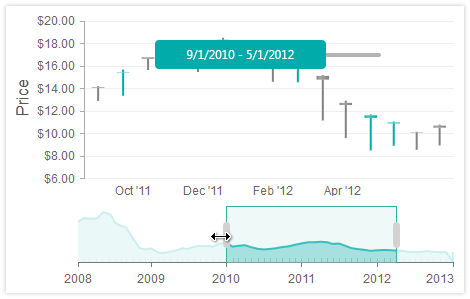 $20.00
$18.00
$16.00
$14.00
$12.00
$10.00
$8.00
$6.00
Price
9/1/2010 - 5/1/2012
Oct '11
Dec '11
Feb '12
Apr '12
2008
2009
2010
2011
2012
2013